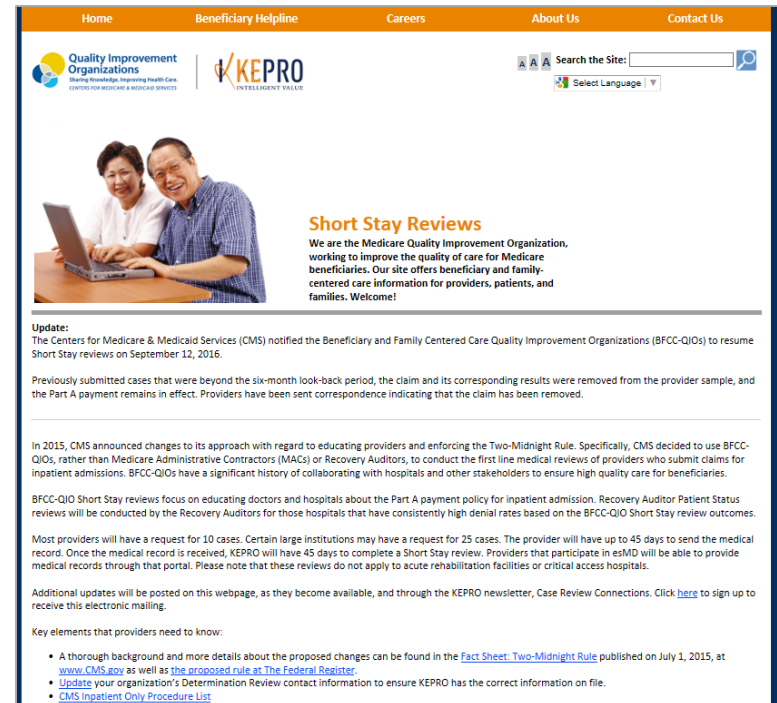 Home Beneficiary Helpline Careers About Us Contact Us
Quality Improvement
Organizations
Sharing Knowledge. Improving Health Care.
CENTERS FOR MEDICARE & MEDICAID SERVICES
KEPRO
INTELLIGENT VALUE
A A A Search the Site:
Select Language ▼
Short Stay Reviews
We are the Medicare Quality Improvement Organization,
working to improve the quality of care for Medicare
beneficiaries. Our site offers beneficiary and family-
centered care information for providers, patients, and
families. Welcome!
Update:
The Centers for Medicare & Medicaid Services (CMS) notified the Beneficiary and Family Centered Care Quality Improvement Organizations (BFCC-QIOs) to resume
Short Stay reviews on September 12, 2016.
Previously submitted cases that were beyond the six-month look-back period, the claim and its corresponding results were removed from the provider sample, and
the Part A payment remains in effect. Providers have been sent correspondence indicating that the claim has been removed.
In 2015, CMS announced changes to its approach with regard to educating providers and enforcing the Two-Midnight Rule. Specifically, CMS decided to use BFCC-
QIOs, rather than Medicare Administrative Contractors (MACs) or Recovery Auditors, to conduct the first line medical reviews of providers who submit claims for
inpatient admissions. BFCC-QIOs have a significant history of collaborating with hospitals and other stakeholders to ensure high quality care for beneficiaries.
BFCC-QIO Short Stay reviews focus on educating doctors and hospitals about the Part A payment policy for inpatient admission. Recovery Auditor Patient Status
reviews will be conducted by the Recovery Auditors for those hospitals that have consistently high denial rates based on the BFCC-QIO Short Stay review outcomes.
Most providers will have a request for 10 cases. Certain large institutions may have a request for 25 cases. The provider will have up to 45 days to send the medical
record. Once the medical record is received, KEPRO will have 45 days to complete a Short Stay review. Providers that participate in esMD will be able to provide
medical records through that portal. Please note that these reviews do not apply to acute rehabilitation facilities or critical access hospitals.
Additional updates will be posted on this webpage, as they become available, and through the KEPRO newsletter, Case Review Connections. Click here to sign up to
receive this electronic mailing.
Key elements that providers need to know:
• A thorough background and more details about the proposed changes can be found in the Fact Sheet: Two-Midnight Rule published on July 1, 2015, at
www.CMS.gov as well as the proposed rule at The Federal Register.
• Update your organization's Determination Review contact information to ensure KEPRO has the correct information on file.
• CMS Inpatient Only Procedure List